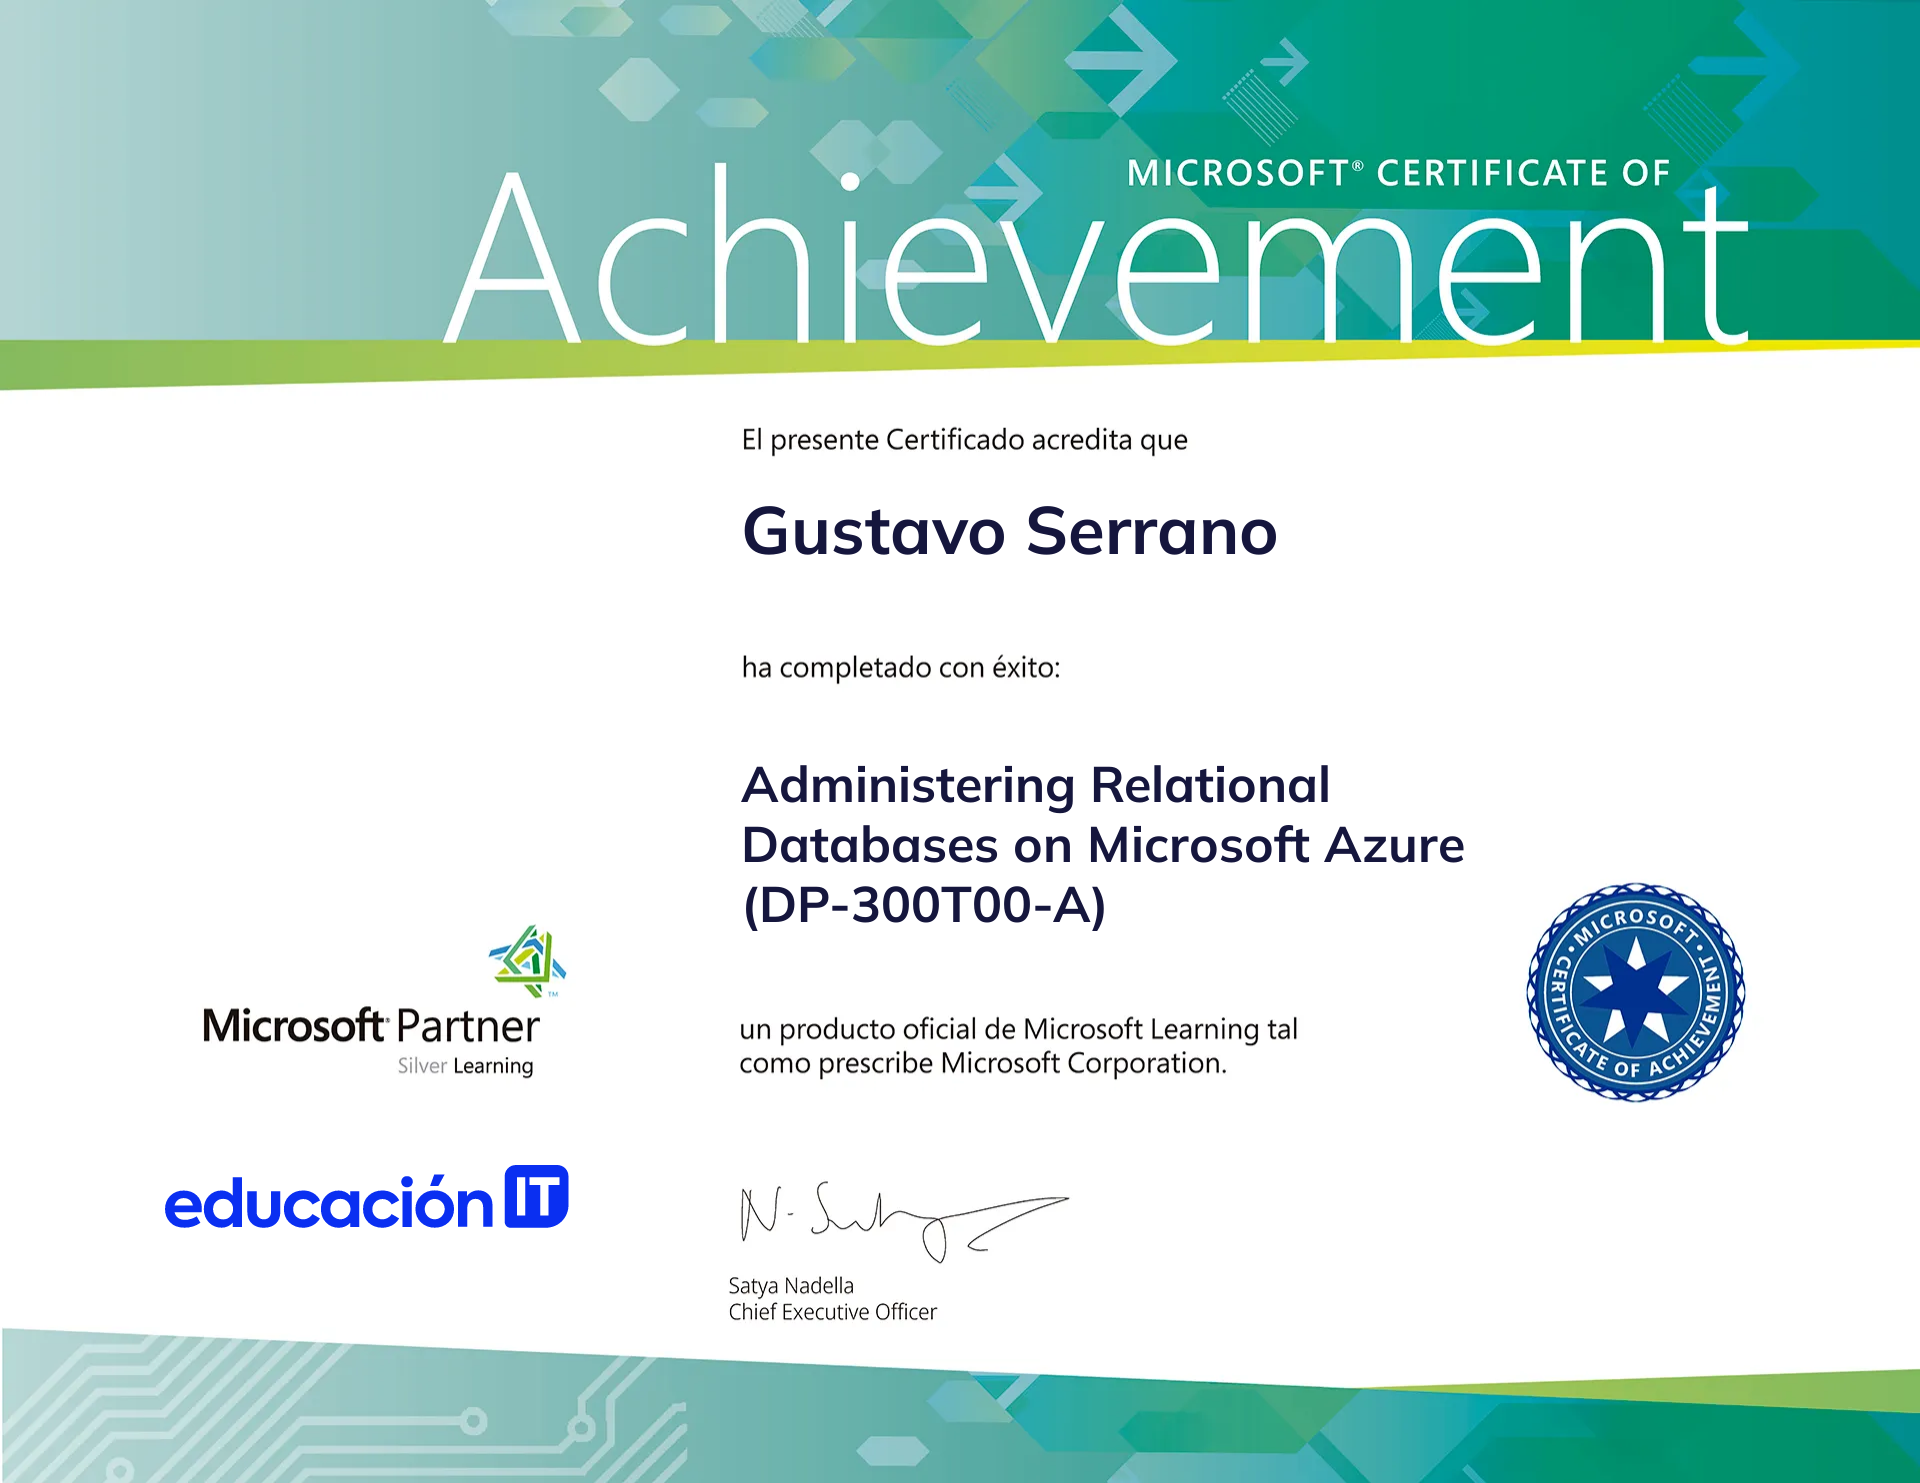 MICROSOFT® CERTIFICATE OF
Achievement
El presente Certificado acredita que
Gustavo Serrano
ha completado con éxito:
Administering Relational
Databases on Microsoft Azure
(DP-300T00-A)
TM
Microsoft® Partner
Silver Learning
un producto oficial de Microsoft Learning tal
como prescribe Microsoft Corporation.
• MICROSOFT •
CERTIFICATE OF ACHIEVEMENT
educación IT
Satya Nadella
Chief Executive Officer